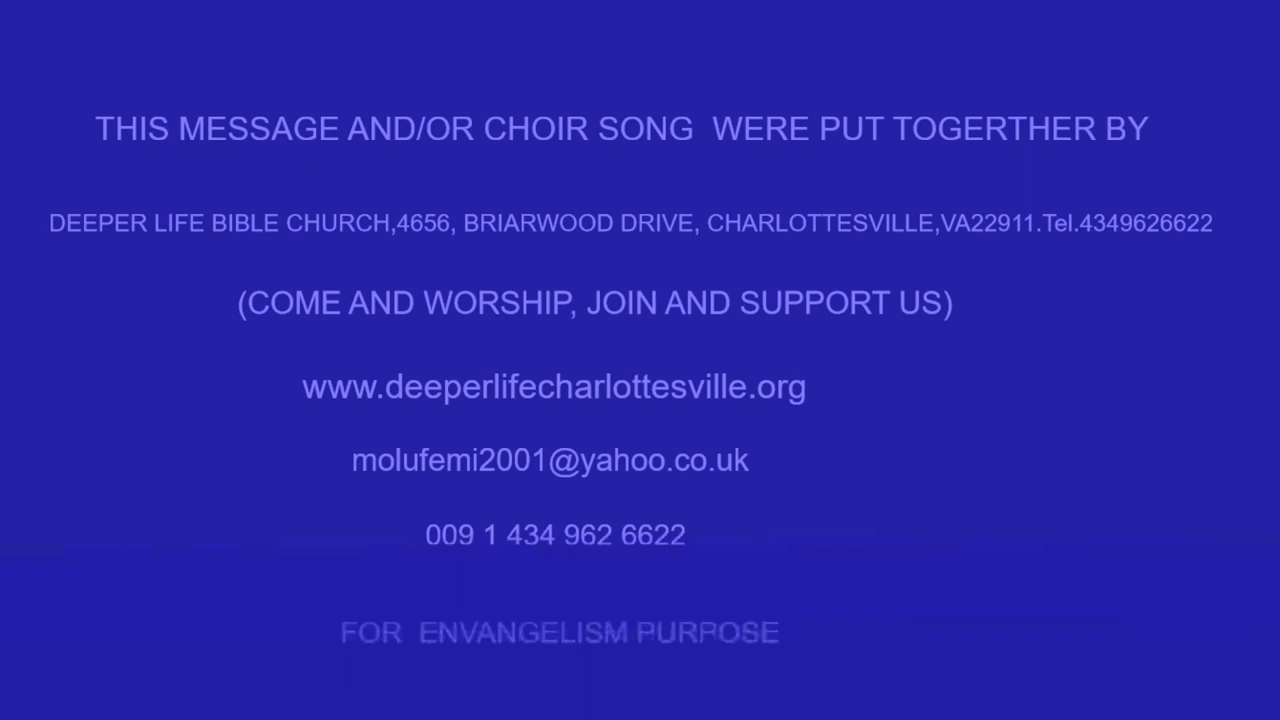 THIS MESSAGE AND/OR CHOIR SONG  WERE PUT TOGERTHER BY
DEEPER LIFE BIBLE CHURCH,4656, BRIARWOOD DRIVE, CHARLOTTESVILLE,VA22911.Tel.4349626622
(COME AND WORSHIP, JOIN AND SUPPORT US)
www.deeperlifecharlottesville.org
molufemi2001@yahoo.co.uk
009 1 434 962 6622
FOR  ENVANGELISM PURPOSE